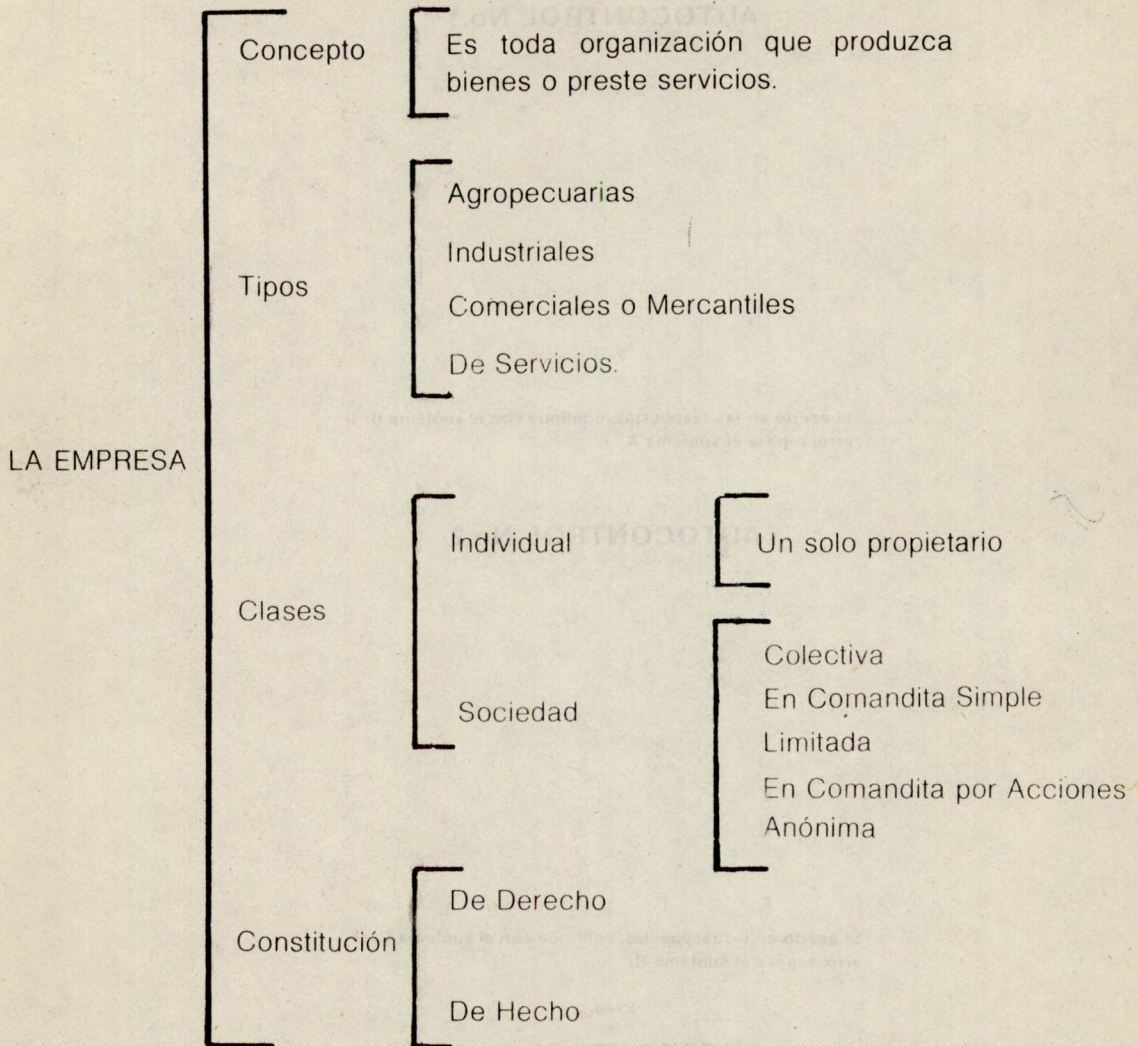 LA EMPRESA
Concepto
Es toda organización que produzca
bienes o preste servicios.
Tipos
Agropecuarias
Industriales
Comerciales o Mercantiles
De Servicios.
Clases
Individual
Un solo propietario
Sociedad
Colectiva
En Comandita Simple
Limitada
En Comandita por Acciones
Anónima
Constitución
De Derecho
De Hecho